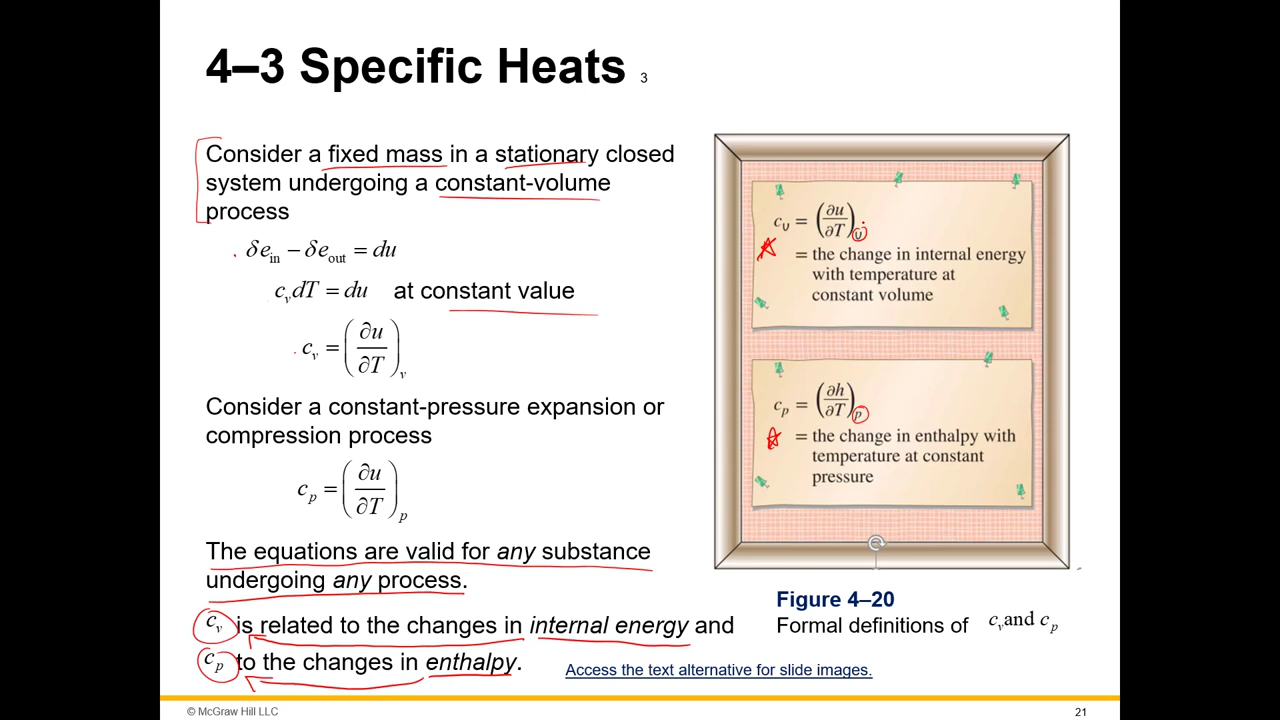 4–3 Specific Heats 3
Consider a fixed mass in a stationary closed
system undergoing a constant-volume
process
δe_in − δe_out = du
c_v dT = du at constant value
c_v = (∂u/∂T)_v
Consider a constant-pressure expansion or
compression process
c_p = (∂u/∂T)_p
The equations are valid for any substance
undergoing any process.
c_v is related to the changes in internal energy and
c_p to the changes in enthalpy.
c_υ = (∂u/∂T)_υ
= the change in internal energy
with temperature at
constant volume
c_p = (∂h/∂T)_p
= the change in enthalpy with
temperature at constant
pressure
Figure 4–20
Formal definitions of c_v and c_p
Access the text alternative for slide images.
© McGraw Hill LLC
21